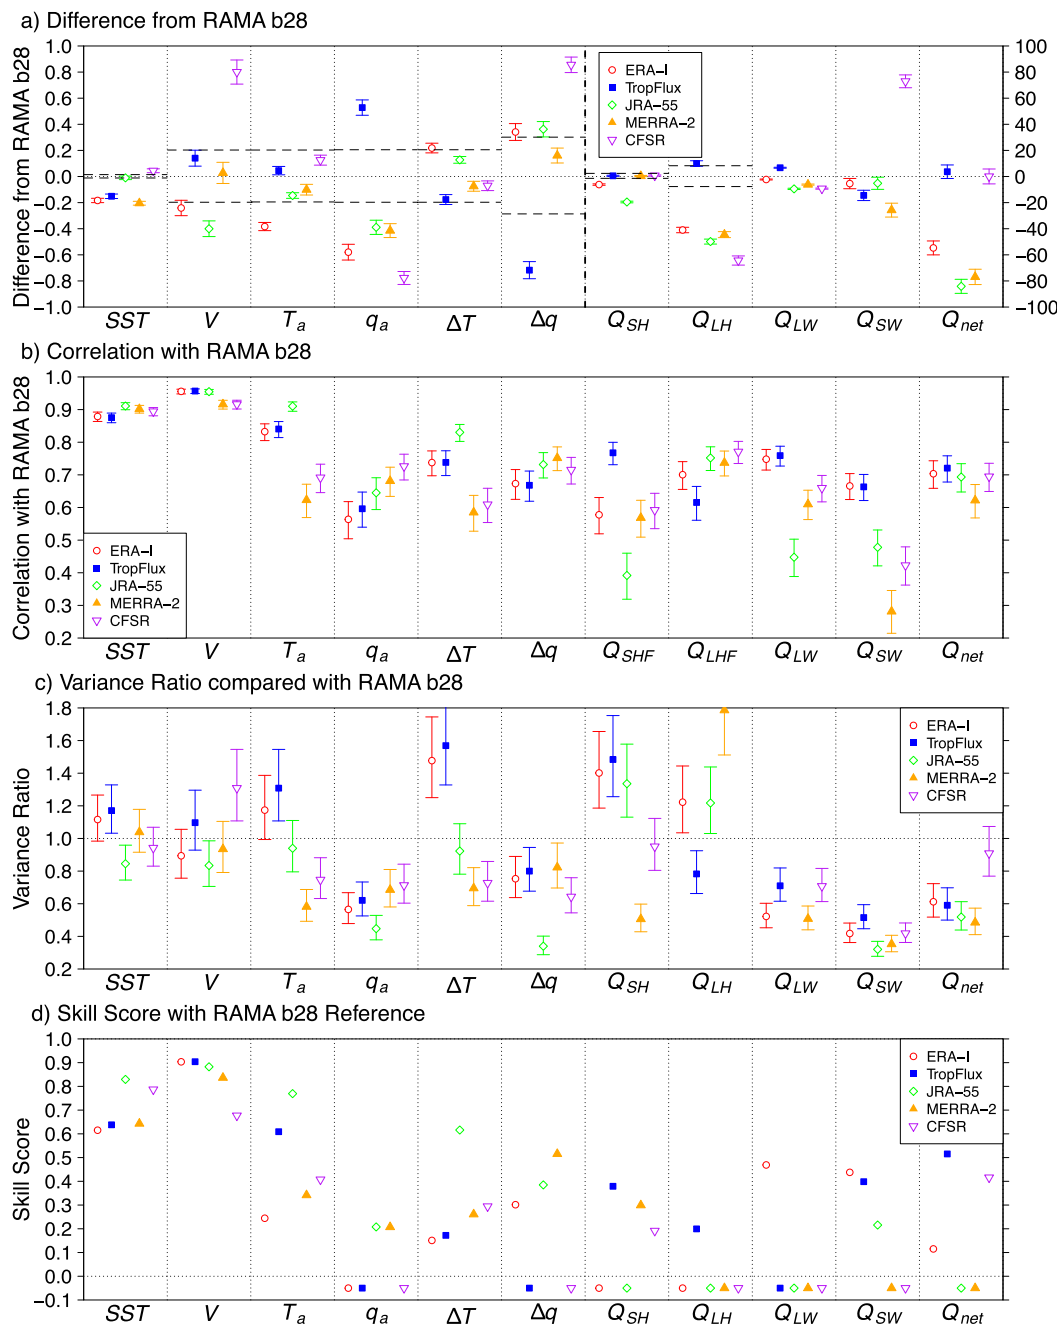 a) Difference from RAMA b28
Difference from RAMA b28
1.0
0.8
0.6
0.4
0.2
0.0
−0.2
−0.4
−0.6
−0.8
−1.0
100
80
60
40
20
0
−20
−40
−60
−80
−100
ERA−I
TropFlux
JRA−55
MERRA−2
CFSR
SST V Ta qa ΔT Δq QSH QLH QLW QSW Qnet
b) Correlation with RAMA b28
Correlation with RAMA b28
1.0
0.9
0.8
0.7
0.6
0.5
0.4
0.3
0.2
ERA−I
TropFlux
JRA−55
MERRA−2
CFSR
SST V Ta qa ΔT Δq QSHF QLHF QLW QSW Qnet
c) Variance Ratio compared with RAMA b28
Variance Ratio
1.8
1.6
1.4
1.2
1.0
0.8
0.6
0.4
0.2
ERA−I
TropFlux
JRA−55
MERRA−2
CFSR
SST V Ta qa ΔT Δq QSH QLH QLW QSW Qnet
d) Skill Score with RAMA b28 Reference
Skill Score
1.0
0.9
0.8
0.7
0.6
0.5
0.4
0.3
0.2
0.1
0.0
−0.1
ERA−I
TropFlux
JRA−55
MERRA−2
CFSR
SST V Ta qa ΔT Δq QSH QLH QLW QSW Qnet